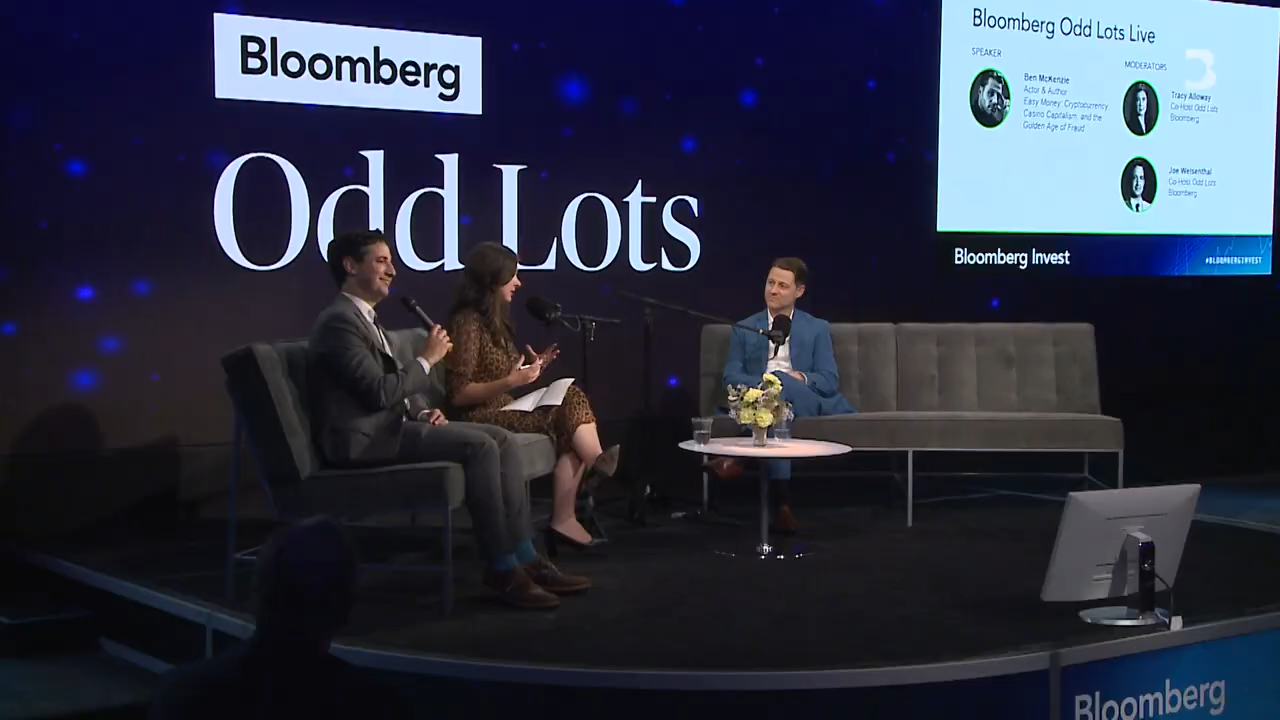 Bloomberg
Odd Lots
Bloomberg Odd Lots Live
3
SPEAKER
Ben McKenzie
Actor & Author
Easy Money: Cryptocurrency,
Casino Capitalism, and the
Golden Age of Fraud
MODERATORS
Tracy Alloway
Co-Host Odd Lots
Bloomberg
Joe Weisenthal
Co-Host Odd Lots
Bloomberg
Bloomberg Invest
#BLOOMBERGINVEST
Bloomberg